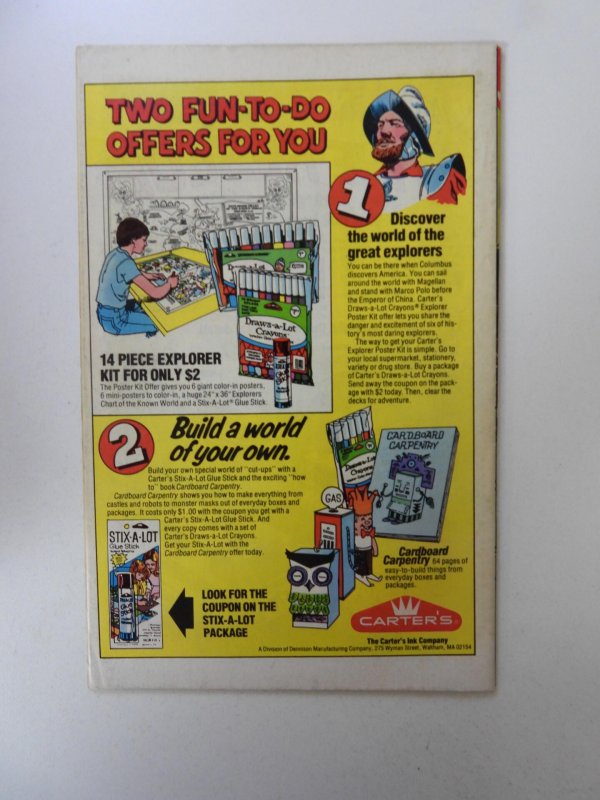 TWO FUN-TO-DO
OFFERS FOR YOU
1
Discover
the world of the
great explorers
You can be there when Columbus
discovers America. You can sail
around the world with Magellan
and stand with Marco Polo before
the Emperor of China. Carter's
Draws-a-Lot Crayons® Explorer
Poster Kit offer lets you share the
danger and excitement of six of his-
tory's most daring explorers.
The way to get your Carter's
Explorer Poster Kit is simple. Go to
your local supermarket, stationery,
variety or drug store. Buy a package
of Carter's Draws-a-Lot Crayons.
Send away the coupon on the pack-
age with $2 today. Then, clear the
decks for adventure.
Draws-a-Lot
Crayons
14 PIECE EXPLORER
KIT FOR ONLY $2
The Poster Kit Offer gives you 6 giant color-in posters,
6 mini-posters to color-in, a huge 24" x 36" Explorers
Chart of the Known World and a Stix-A-Lot® Glue Stick.
2
Build a world
of your own.
Build your own special world of "cut-ups" with a
Carter's Stix-A-Lot Glue Stick and the exciting "how
to" book Cardboard Carpentry.
Cardboard Carpentry shows you how to make everything from
castles and robots to monster masks out of everyday boxes and
packages. It costs only $1.00 with the coupon you get with a
Carter's Stix-A-Lot Glue Stick. And
every copy comes with a set of
Carter's Draws-a-Lot Crayons.
Get your Stix-A-Lot with the
Cardboard Carpentry offer today.
STIX-A-LOT
Glue Stick
CARDBOARD
CARPENTRY
GAS
Cardboard
Carpentry 64 pages of
easy-to-build things from
everyday boxes and
packages.
LOOK FOR THE
COUPON ON THE
STIX-A-LOT
PACKAGE
CARTER'S
The Carter's Ink Company
A Division of Dennison Manufacturing Company, 275 Wyman Street, Waltham, MA 02154